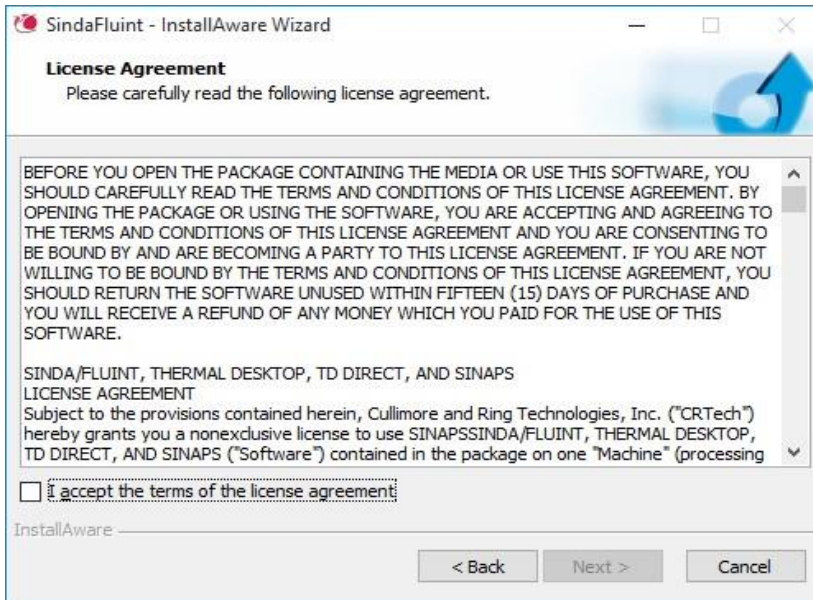 SindaFluint - InstallAware Wizard
License Agreement
Please carefully read the following license agreement.
BEFORE YOU OPEN THE PACKAGE CONTAINING THE MEDIA OR USE THIS SOFTWARE, YOU
SHOULD CAREFULLY READ THE TERMS AND CONDITIONS OF THIS LICENSE AGREEMENT. BY
OPENING THE PACKAGE OR USING THE SOFTWARE, YOU ARE ACCEPTING AND AGREEING TO
THE TERMS AND CONDITIONS OF THIS LICENSE AGREEMENT AND YOU ARE CONSENTING TO
BE BOUND BY AND ARE BECOMING A PARTY TO THIS LICENSE AGREEMENT. IF YOU ARE NOT
WILLING TO BE BOUND BY THE TERMS AND CONDITIONS OF THIS LICENSE AGREEMENT, YOU
SHOULD RETURN THE SOFTWARE UNUSED WITHIN FIFTEEN (15) DAYS OF PURCHASE AND
YOU WILL RECEIVE A REFUND OF ANY MONEY WHICH YOU PAID FOR THE USE OF THIS
SOFTWARE.
SINDA/FLUINT, THERMAL DESKTOP, TD DIRECT, AND SINAPS
LICENSE AGREEMENT
Subject to the provisions contained herein, Cullimore and Ring Technologies, Inc. ("CRTech")
hereby grants you a nonexclusive license to use SINAPSSINDA/FLUINT, THERMAL DESKTOP,
TD DIRECT, AND SINAPS ("Software") contained in the package on one "Machine" (processing
I accept the terms of the license agreement
InstallAware
< Back Next > Cancel